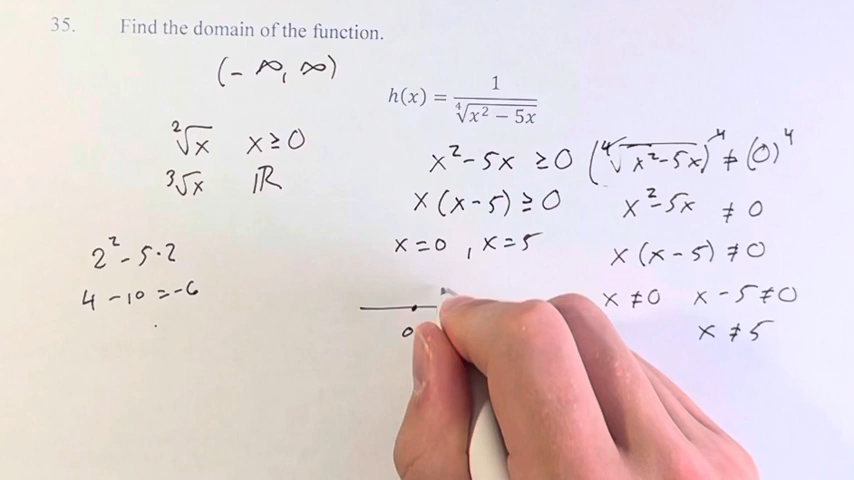 35. Find the domain of the function.
(-∞, ∞)
h(x) = 1 / ∜(x² − 5x)
²√x x ≥ 0
³√x ℝ
x² - 5x ≥ 0
x(x-5) ≥ 0
x=0, x=5
(∜(x²-5x))⁴ ≠ (0)⁴
x² - 5x ≠ 0
x(x-5) ≠ 0
x ≠ 0 x-5 ≠ 0
x ≠ 5
2² - 5·2
4 - 10 = -6
0